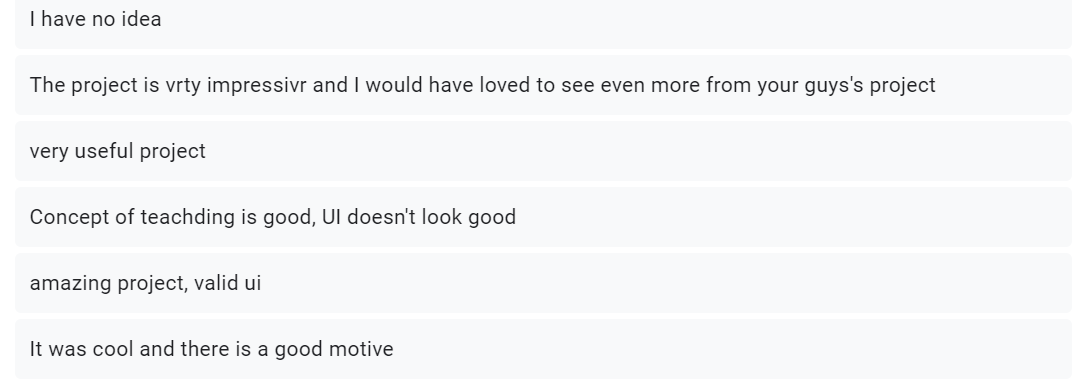 I have no idea
The project is vrty impressivr and I would have loved to see even more from your guys's project
very useful project
Concept of teachding is good, UI doesn't look good
amazing project, valid ui
It was cool and there is a good motive